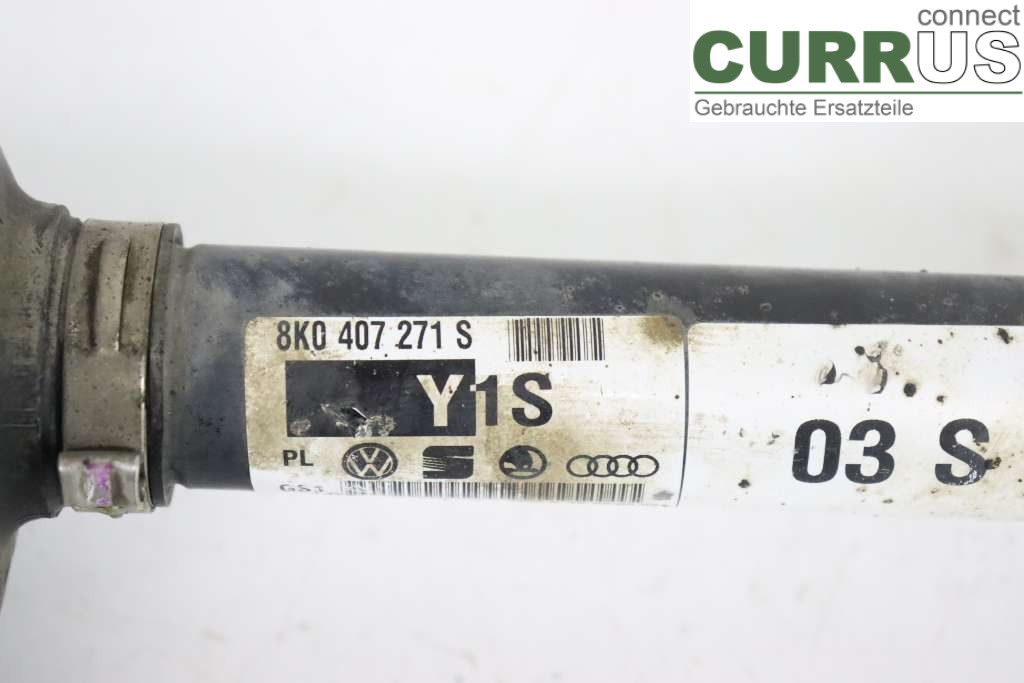 connect
CURRUS
Gebrauchte Ersatzteile
8K0 407 271 S
Y1S
03 S
PL